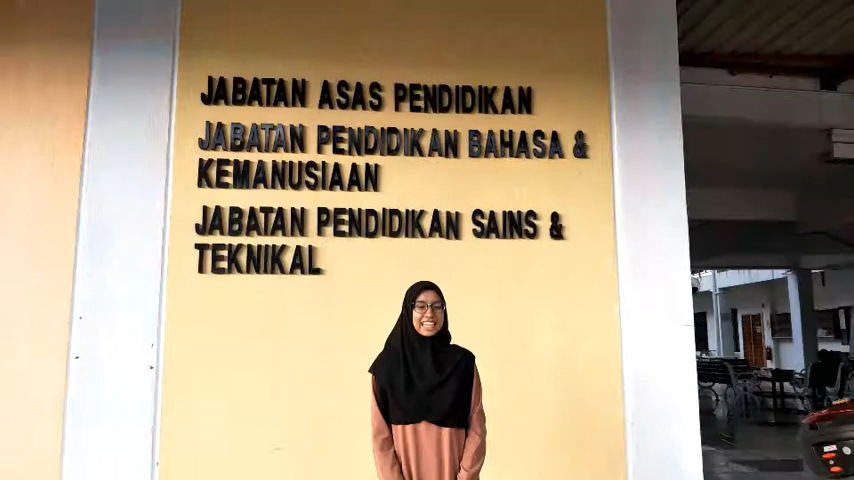 JABATAN ASAS PENDIDIKAN
JABATAN PENDIDIKAN BAHASA &
KEMANUSIAAN
JABATAN PENDIDIKAN SAINS &
TEKNIKAL